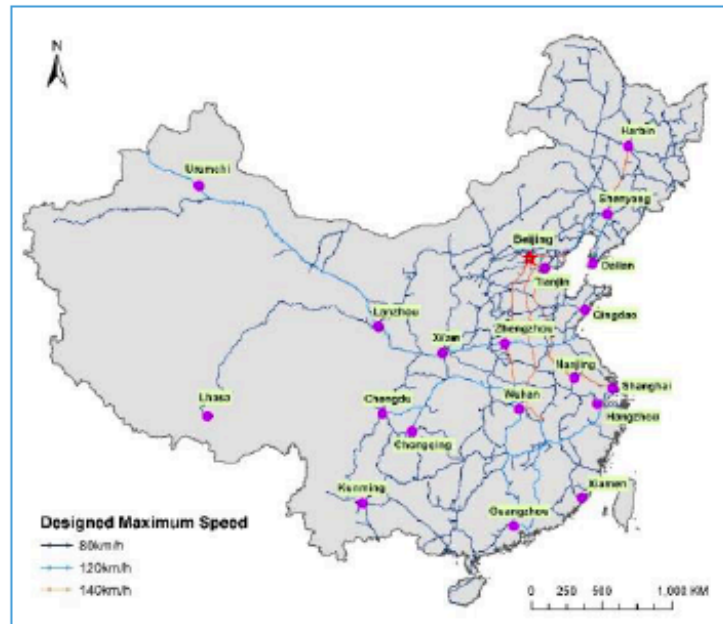 N
Harbin
Urumchi
Shenyang
Beijing
Dalian
Tianjin
Lanzhou
Qingdao
Zhengzhou
Xi'an
Nanjing
Shanghai
Lhasa
Chengdu
Wuhan
Hangzhou
Chongqing
Kunming
Xiamen
Guangzhou
Designed Maximum Speed
80km/h
120km/h
140km/h
0 250 500 1,000 KM